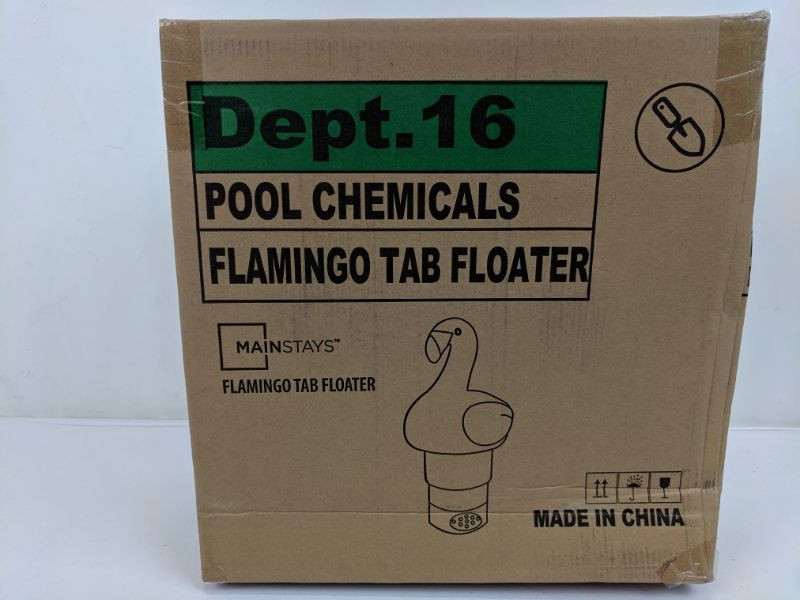 Dept.16
POOL CHEMICALS
FLAMINGO TAB FLOATER
MAINSTAYS™
FLAMINGO TAB FLOATER
MADE IN CHINA